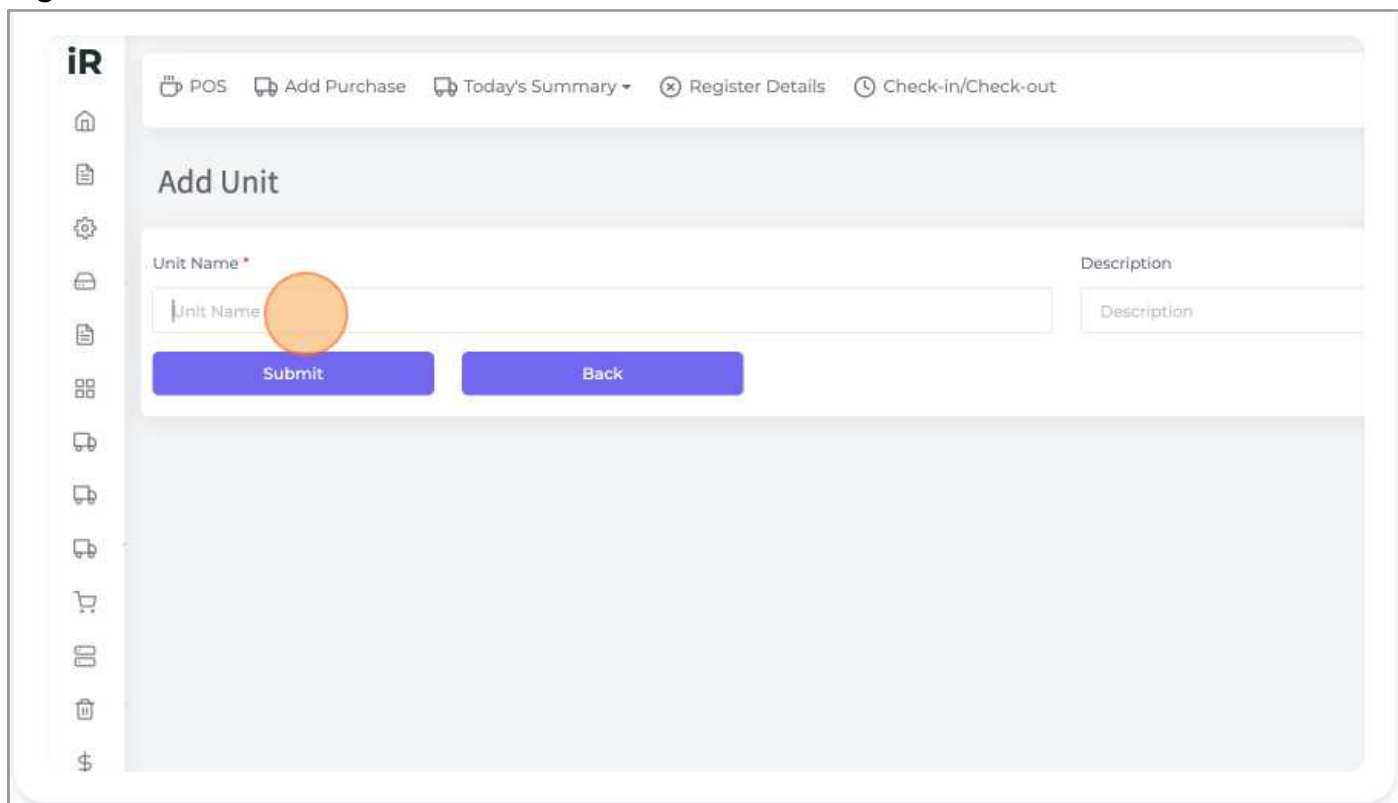 iR
POS Add Purchase Today's Summary Register Details Check-in/Check-out
Add Unit
Unit Name * Description
Unit Name Description
Submit Back
$